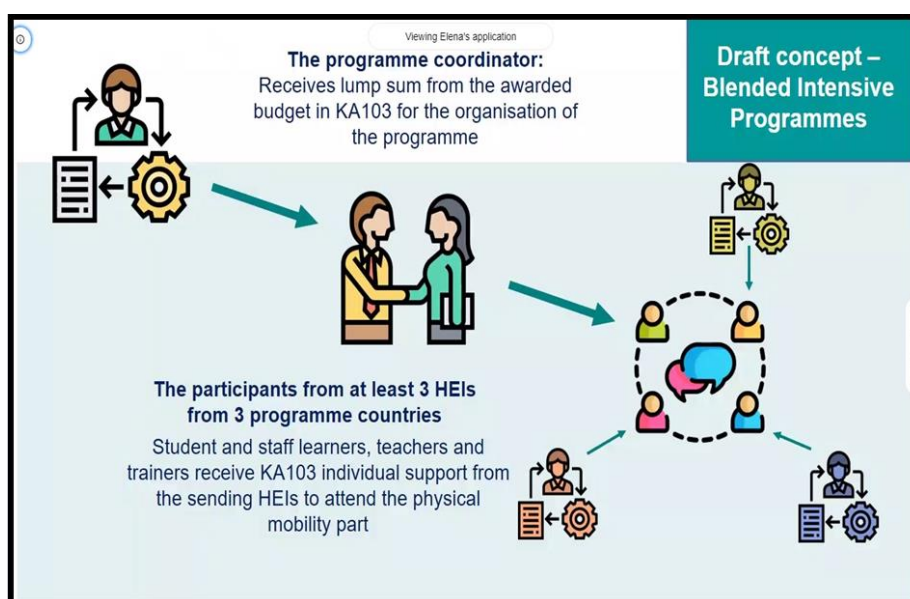 Viewing Elena's application
The programme coordinator:
Receives lump sum from the awarded
budget in KA103 for the organisation of
the programme
Draft concept –
Blended Intensive
Programmes
The participants from at least 3 HEIs
from 3 programme countries
Student and staff learners, teachers and
trainers receive KA103 individual support from
the sending HEIs to attend the physical
mobility part